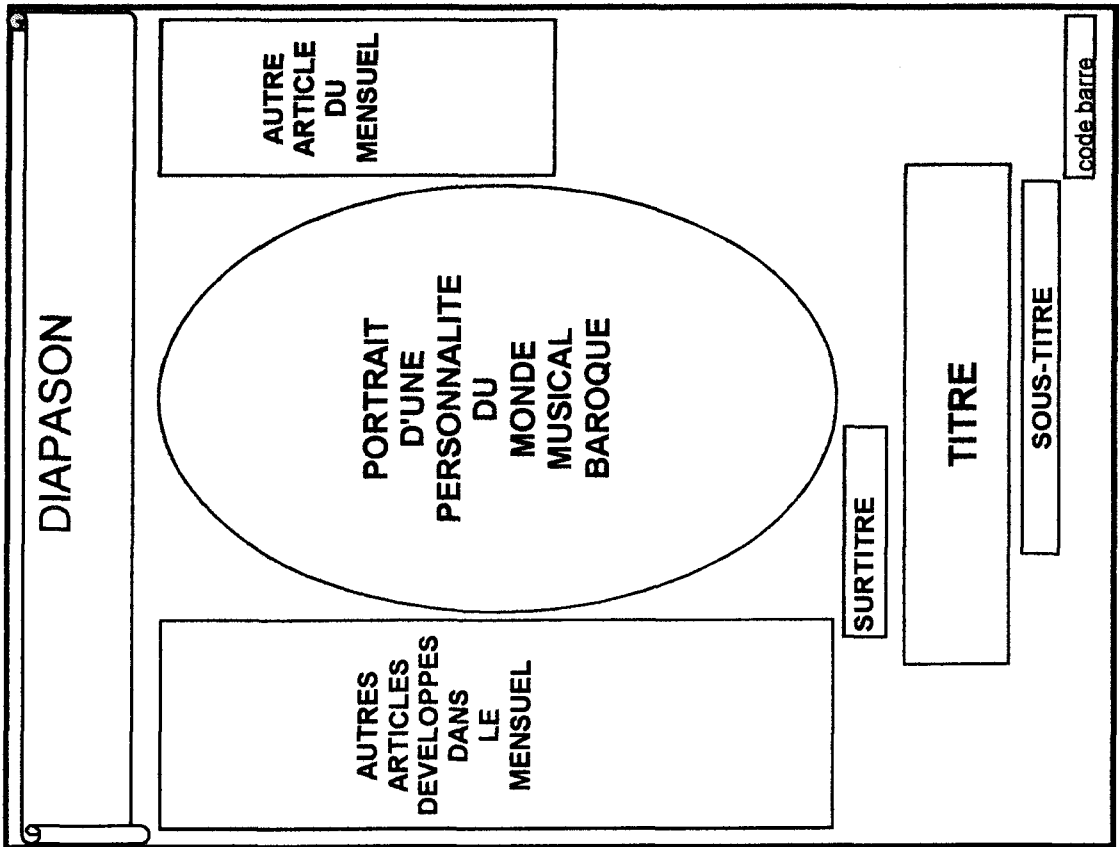 DIAPASON
AUTRES
ARTICLES
DEVELOPPES
DANS
LE
MENSUEL
PORTRAIT
D'UNE
PERSONNALITE
DU
MONDE
MUSICAL
BAROQUE
AUTRE
ARTICLE
DU
MENSUEL
SURTITRE
TITRE
SOUS-TITRE
code barre